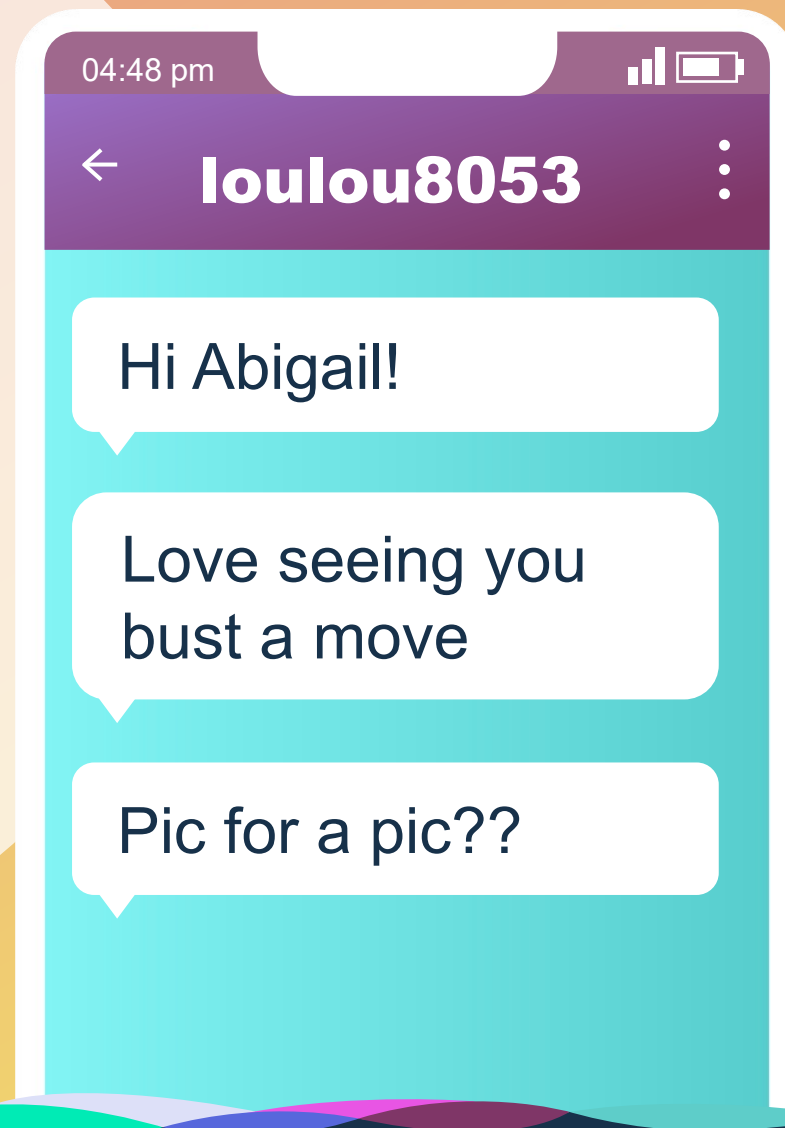 04:48 pm
loulou8053
Hi Abigail!
Love seeing you
bust a move
Pic for a pic??